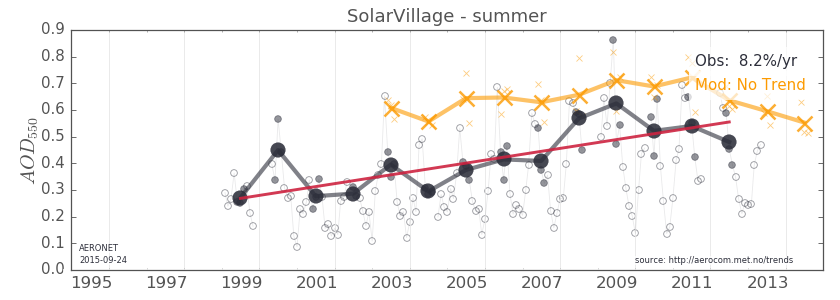 SolarVillage - summer
0.9
0.8
0.7
0.6
0.5
0.4
0.3
0.2
0.1
0.0
AOD550
Obs: 8.2%/yr
Mod: No Trend
AERONET
2015-09-24
source: http://aerocom.met.no/trends
1995 1997 1999 2001 2003 2005 2007 2009 2011 2013